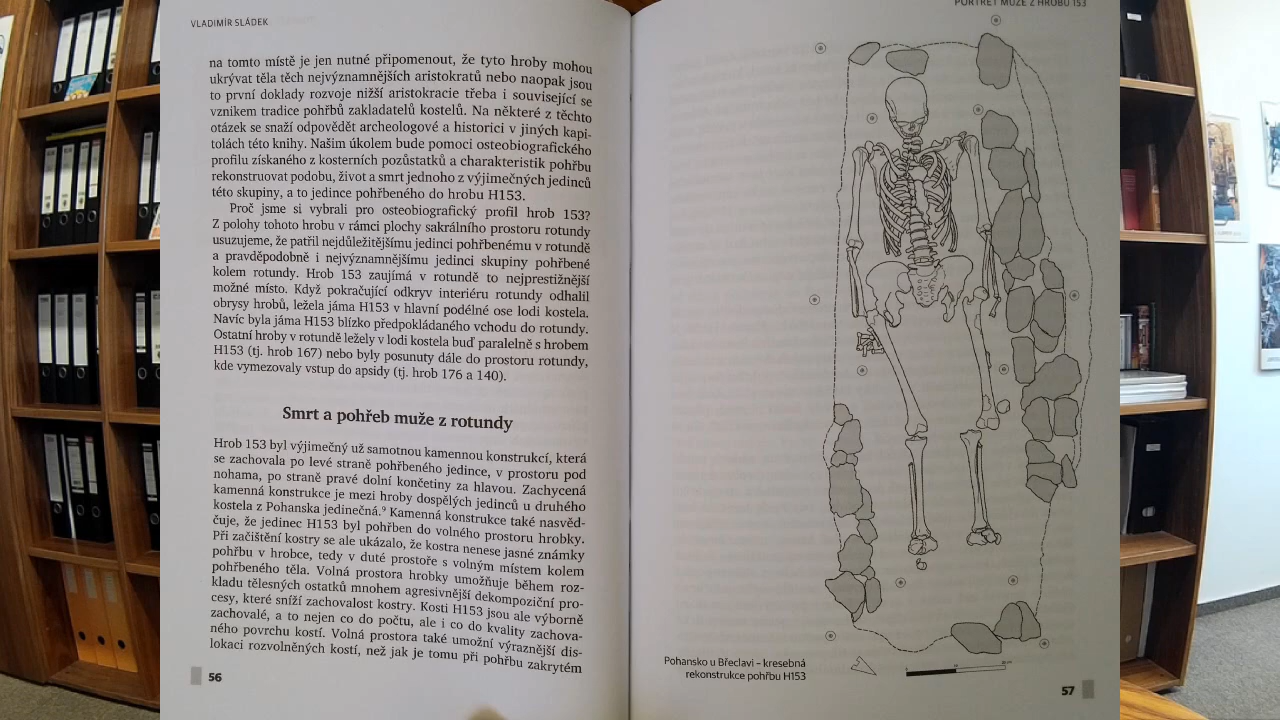 VLADIMÍR SLÁDEK
na tomto místě je jen nutné připomenout, že tyto hroby mohou
ukrývat těla těch nejvýznamnějších aristokratů nebo naopak jsou
to první doklady rozvoje nižší aristokracie třeba i související se
vznikem tradice pohřbů zakladatelů kostelů. Na některé z těchto
otázek se snaží odpovědět archeologové a historici v jiných kapi-
tolách této knihy. Našim úkolem bude pomoci osteobiografického
profilu získaného z kosterních pozůstatků a charakteristik pohřbu
rekonstruovat podobu, život a smrt jednoho z výjimečných jedinců
této skupiny, a to jedince pohřbeného do hrobu H153.
Proč jsme si vybrali pro osteobiografický profil hrob 153?
Z polohy tohoto hrobu v rámci plochy sakrálního prostoru rotundy
usuzujeme, že patřil nejdůležitějšímu jedinci pohřbenému v rotundě
a pravděpodobně i nejvýznamnějšímu jedinci skupiny pohřbené
kolem rotundy. Hrob 153 zaujímá v rotundě to nejprestižnější
možné místo. Když pokračující odkryv interiéru rotundy odhalil
obrysy hrobů, ležela jáma H153 v hlavní podélné ose lodi kostela.
Navíc byla jáma H153 blízko předpokládaného vchodu do rotundy.
Ostatní hroby v rotundě ležely v lodi kostela buď paralelně s hrobem
H153 (tj. hrob 167) nebo byly posunuty dále do prostoru rotundy,
kde vymezovaly vstup do apsidy (tj. hrob 176 a 140).
Smrt a pohřeb muže z rotundy
Hrob 153 byl výjimečný už samotnou kamennou konstrukcí, která
se zachovala po levé straně pohřbeného jedince, v prostoru pod
nohama, po straně pravé dolní končetiny za hlavou. Zachycená
kamenná konstrukce je mezi hroby dospělých jedinců u druhého
kostela z Pohanska jedinečná.⁹ Kamenná konstrukce také nasvěd-
čuje, že jedinec H153 byl pohřben do volného prostoru hrobky.
Při začištění kostry se ale ukázalo, že kostra nenese jasné známky
pohřbu v hrobce, tedy v duté prostoře s volným místem kolem
pohřbeného těla. Volná prostora hrobky umožňuje během roz-
kladu tělesných ostatků mnohem agresivnější dekompoziční pro-
cesy, které sníží zachovalost kostry. Kosti H153 jsou ale výborně
zachovalé, a to nejen co do počtu, ale i co do kvality zachova-
ného povrchu kostí. Volná prostora také umožní výraznější dis-
lokaci rozvolněných kostí, než jak je tomu při pohřbu zakrytém
56
PORTRÉT MUŽE Z HROBU 153
Pohansko u Břeclavi – kresebná
rekonstrukce pohřbu H153
57